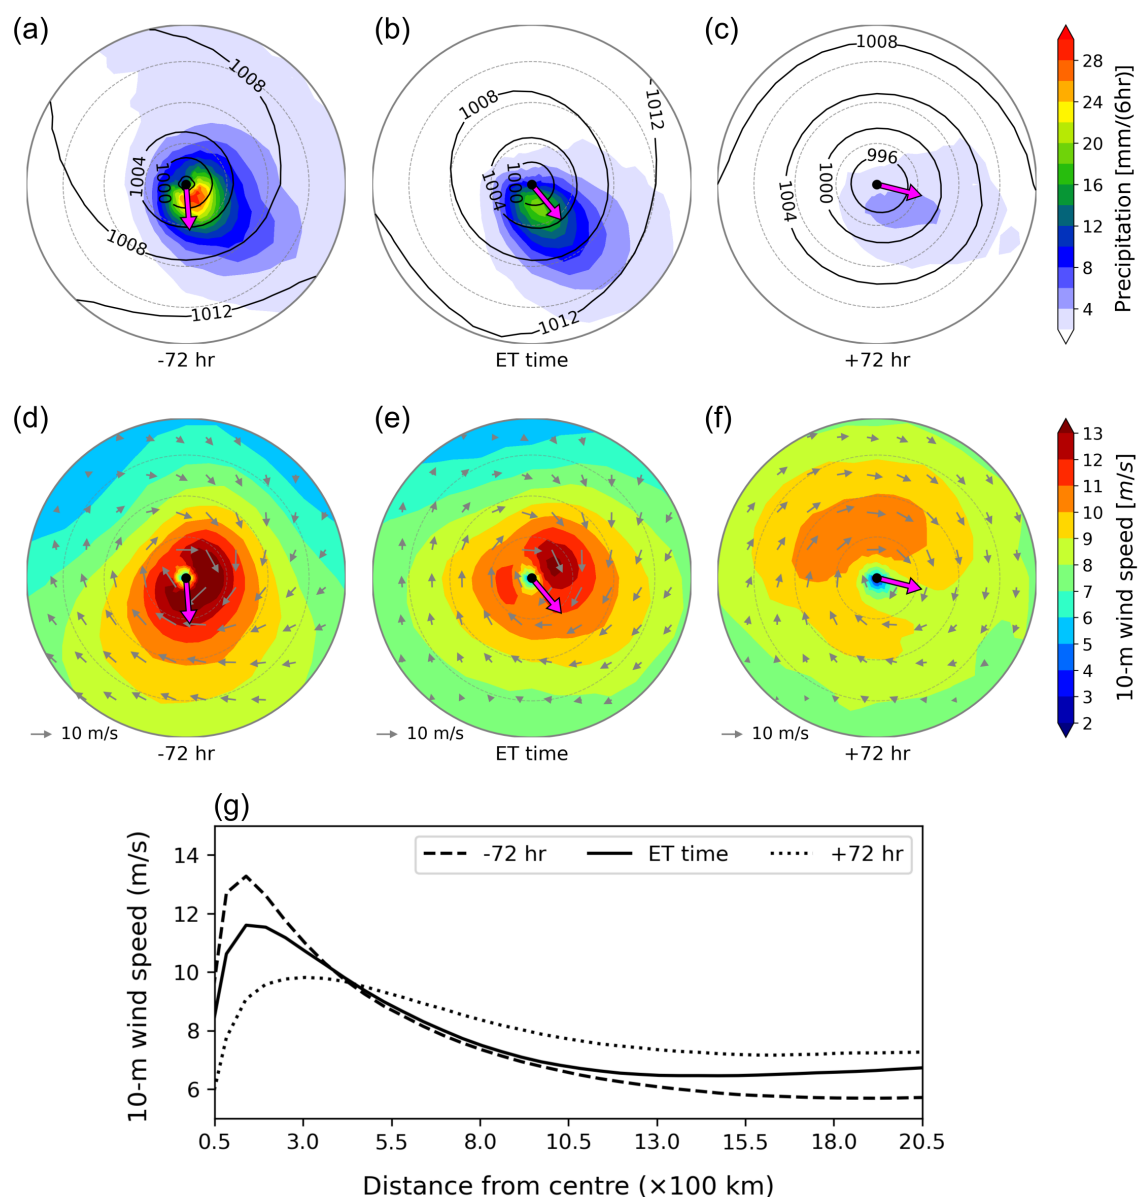 (a)
(b)
(c)
1008
1004
1000
1008
1012
-72 hr
1008
1012
1004
1000
1012
ET time
1008
996
1000
1004
+72 hr
28
24
20
16
12
8
4
Precipitation [mm/(6hr)]
(d)
(e)
(f)
10 m/s
-72 hr
10 m/s
ET time
10 m/s
+72 hr
13
12
11
10
9
8
7
6
5
4
3
2
10-m wind speed [m/s]
(g)
10-m wind speed (m/s)
14
12
10
8
6
-72 hr
ET time
+72 hr
0.5 3.0 5.5 8.0 10.5 13.0 15.5 18.0 20.5
Distance from centre (×100 km)